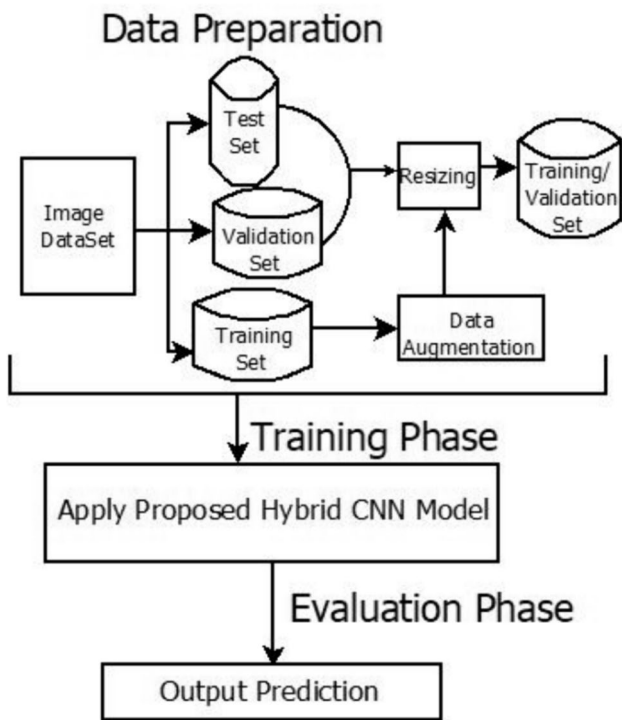 Data Preparation
Test
Set
Image
DataSet
Validation
Set
Training
Set
Resizing
Training/
Validation
Set
Data
Augmentation
Training Phase
Apply Proposed Hybrid CNN Model
Evaluation Phase
Output Prediction